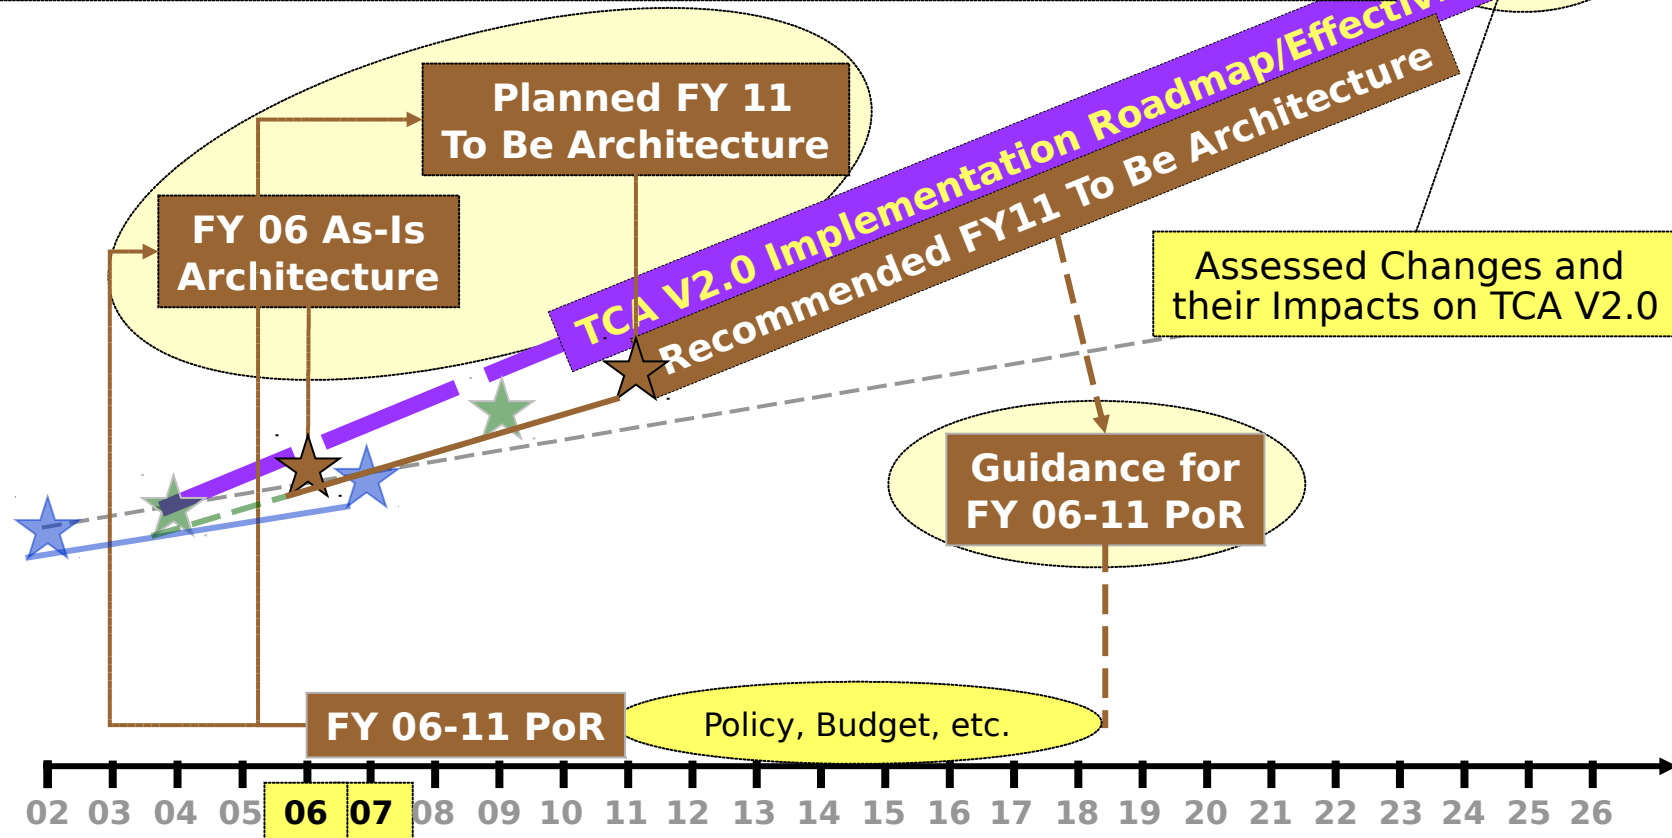 Planned FY 11
To Be Architecture
FY 06 As-Is
Architecture
TCA V2.0 Implementation Roadmap/Effectiv
Recommended FY11 To Be Architecture
Assessed Changes and
their Impacts on TCA V2.0
Guidance for
FY 06-11 PoR
FY 06-11 PoR
Policy, Budget, etc.
02 03 04 05 06 07 08 09 10 11 12 13 14 15 16 17 18 19 20 21 22 23 24 25 26